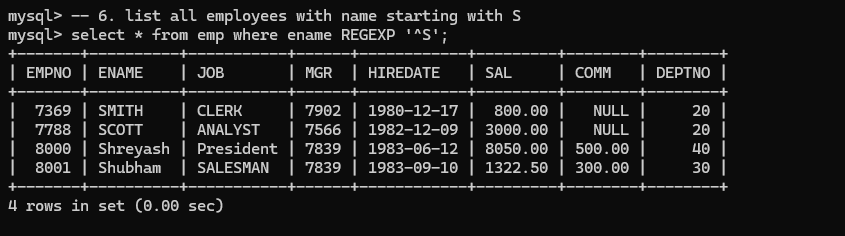 mysql> -- 6. list all employees with name starting with S
mysql> select * from emp where ename REGEXP '^S';
+-------+----------+-----------+------+------------+---------+--------+--------+
| EMPNO | ENAME    | JOB       | MGR  | HIREDATE   | SAL     | COMM   | DEPTNO |
+-------+----------+-----------+------+------------+---------+--------+--------+
|  7369 | SMITH    | CLERK     | 7902 | 1980-12-17 |  800.00 |   NULL |     20 |
|  7788 | SCOTT    | ANALYST   | 7566 | 1982-12-09 | 3000.00 |   NULL |     20 |
|  8000 | Shreyash | President | 7839 | 1983-06-12 | 8050.00 | 500.00 |     40 |
|  8001 | Shubham  | SALESMAN  | 7839 | 1983-09-10 | 1322.50 | 300.00 |     30 |
+-------+----------+-----------+------+------------+---------+--------+--------+
4 rows in set (0.00 sec)